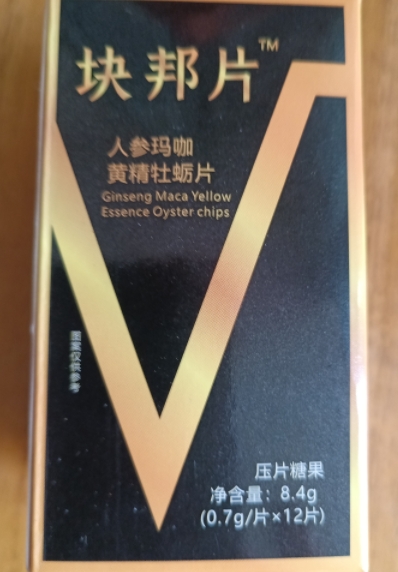 块邦片™
人参玛咖
黄精牡蛎片
Ginseng Maca Yellow
Essence Oyster chips
图案仅供参考
压片糖果
净含量：8.4g
(0.7g/片×12片)